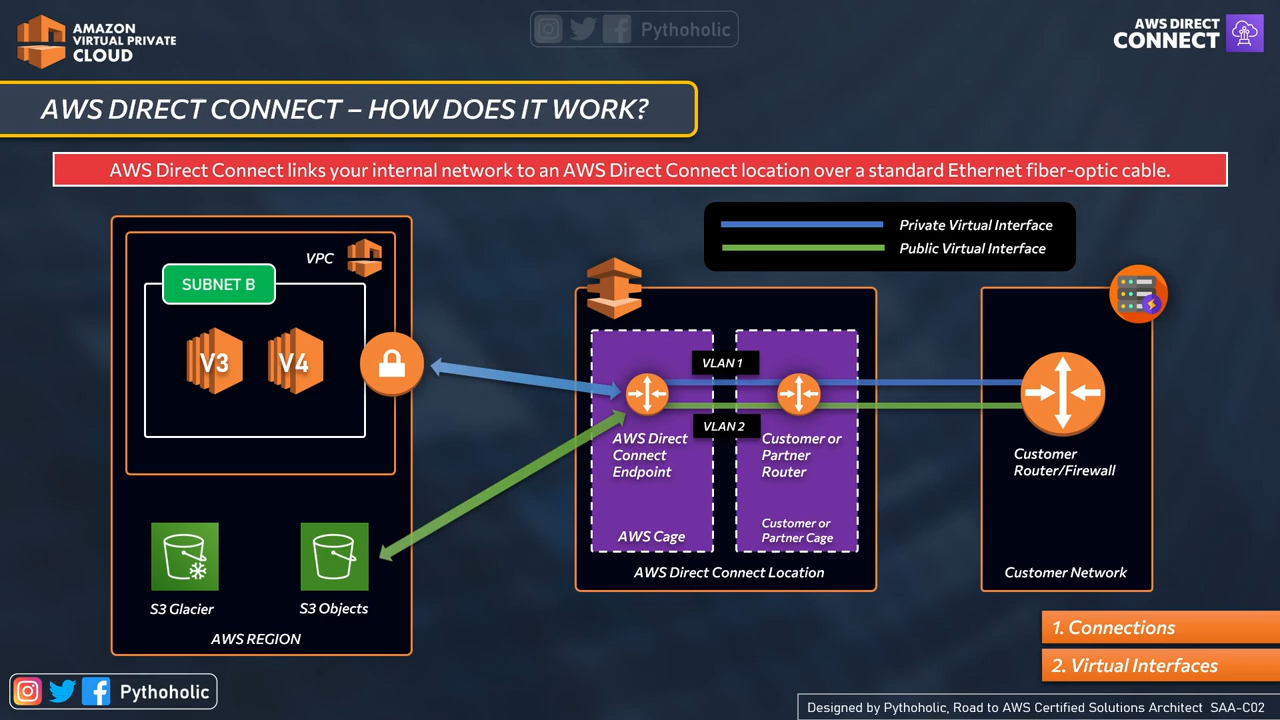 AMAZON
VIRTUAL PRIVATE
CLOUD
Pythoholic
AWS DIRECT
CONNECT
AWS DIRECT CONNECT – HOW DOES IT WORK?
AWS Direct Connect links your internal network to an AWS Direct Connect location over a standard Ethernet fiber-optic cable.
Private Virtual Interface
Public Virtual Interface
VPC
SUBNET B
V3
V4
S3 Glacier
S3 Objects
AWS REGION
VLAN 1
VLAN 2
AWS Direct
Connect
Endpoint
AWS Cage
Customer or
Partner
Router
Customer or
Partner Cage
AWS Direct Connect Location
Customer
Router/Firewall
Customer Network
1. Connections
2. Virtual Interfaces
Pythoholic
Designed by Pythoholic, Road to AWS Certified Solutions Architect SAA-C02